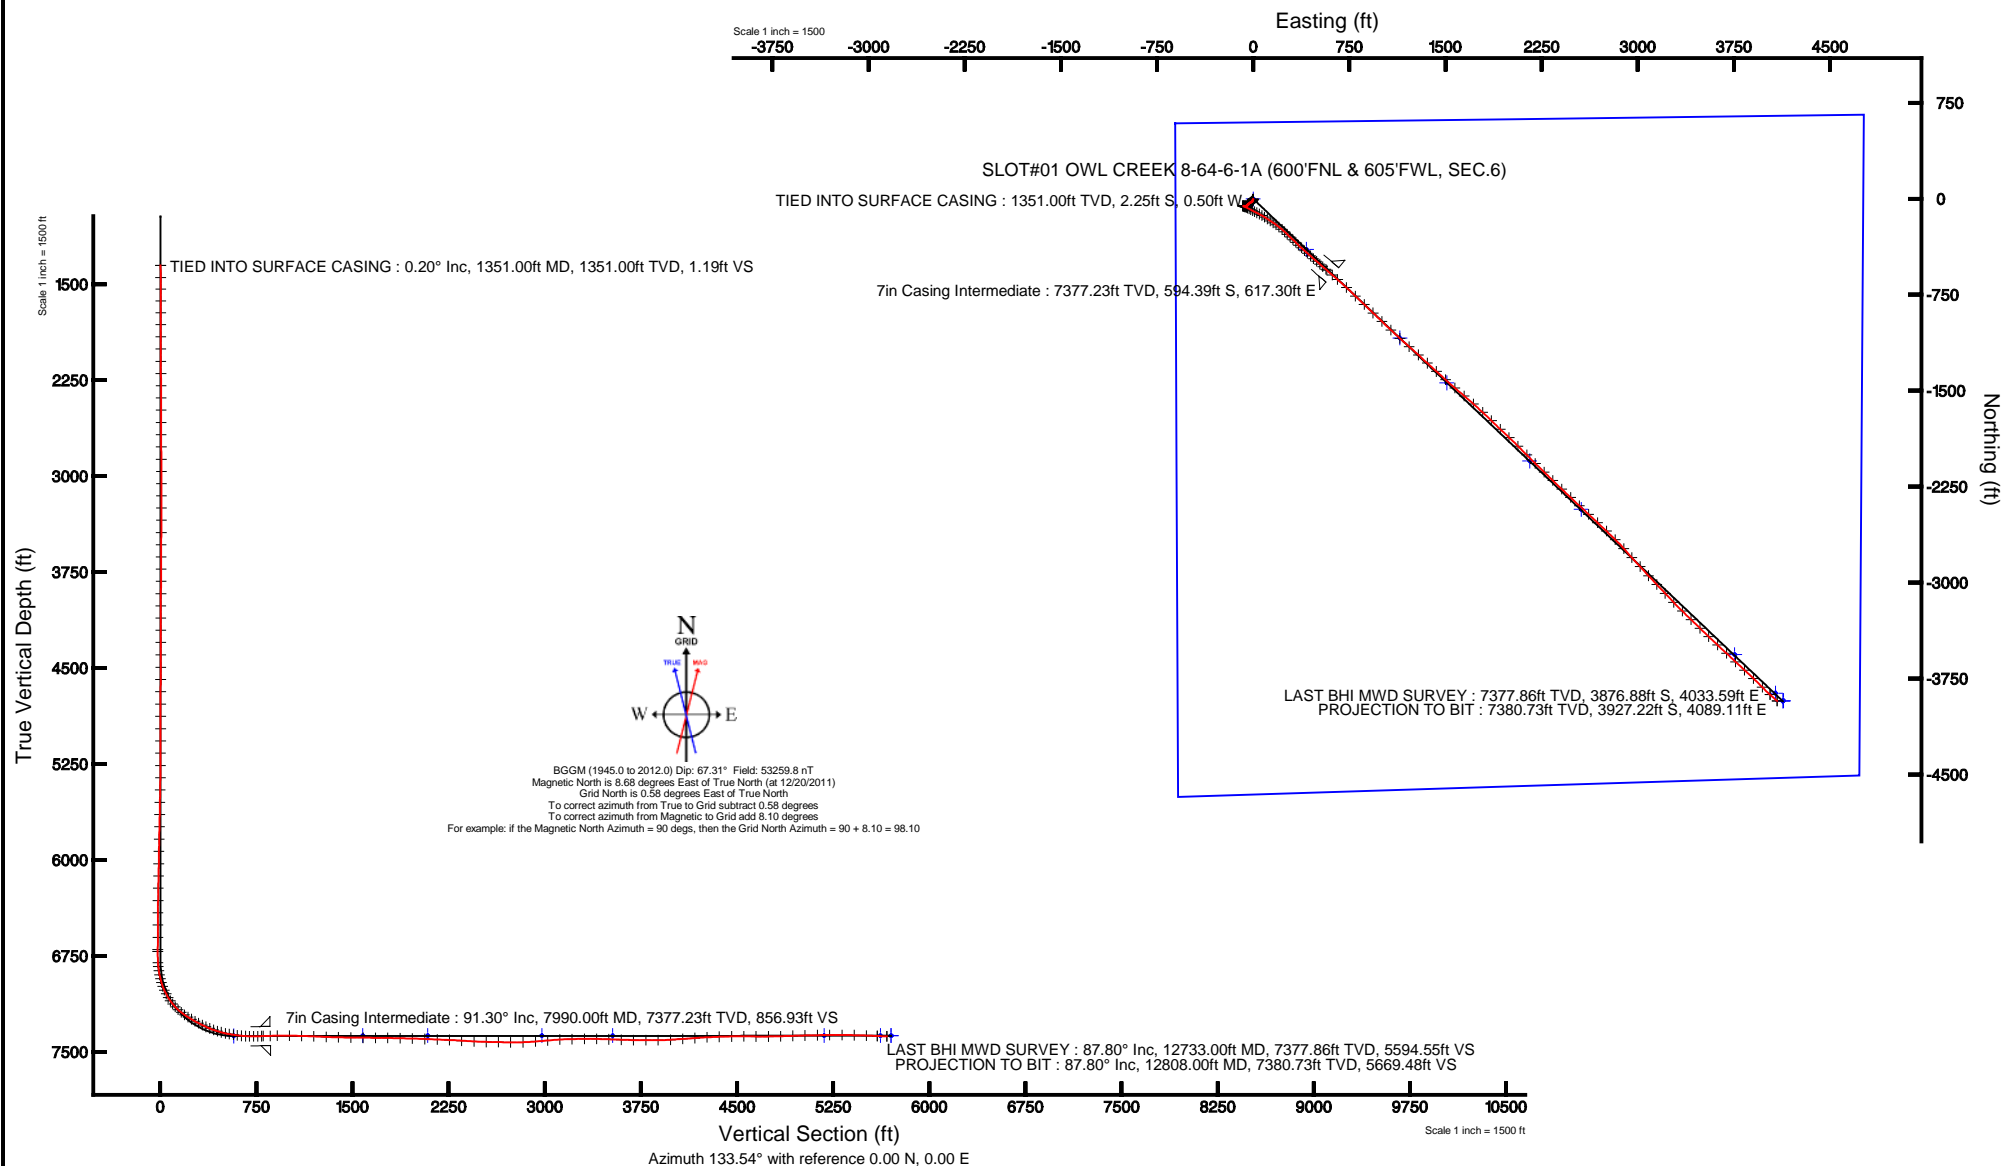 Easting (ft)
Scale 1 inch = 1500
-3750 -3000 -2250 -1500 -750 0 750 1500 2250 3000 3750 4500
750
0
-750
-1500
-2250
-3000
-3750
-4500
Northing (ft)
SLOT#01 OWL CREEK 8-64-6-1A (600'FNL & 605'FWL, SEC.6)
TIED INTO SURFACE CASING : 1351.00ft TVD, 2.25ft S, 0.50ft W
7in Casing Intermediate : 7377.23ft TVD, 594.39ft S, 617.30ft E
LAST BHI MWD SURVEY : 7377.86ft TVD, 3876.88ft S, 4033.59ft E
PROJECTION TO BIT : 7380.73ft TVD, 3927.22ft S, 4089.11ft E
Scale 1 inch = 1500 ft
True Vertical Depth (ft)
1500
2250
3000
3750
4500
5250
6000
6750
7500
TIED INTO SURFACE CASING : 0.20° Inc, 1351.00ft MD, 1351.00ft TVD, 1.19ft VS
N
GRID
TRUE MAG
W E
BGGM (1945.0 to 2012.0) Dip: 67.31° Field: 53259.8 nT
Magnetic North is 8.68 degrees East of True North (at 12/20/2011)
Grid North is 0.58 degrees East of True North
To correct azimuth from True to Grid subtract 0.58 degrees
To correct azimuth from Magnetic to Grid add 8.10 degrees
For example: if the Magnetic North Azimuth = 90 degs, then the Grid North Azimuth = 90 + 8.10 = 98.10
7in Casing Intermediate : 91.30° Inc, 7990.00ft MD, 7377.23ft TVD, 856.93ft VS
LAST BHI MWD SURVEY : 87.80° Inc, 12733.00ft MD, 7377.86ft TVD, 5594.55ft VS
PROJECTION TO BIT : 87.80° Inc, 12808.00ft MD, 7380.73ft TVD, 5669.48ft VS
0 750 1500 2250 3000 3750 4500 5250 6000 6750 7500 8250 9000 9750 10500
Vertical Section (ft)
Scale 1 inch = 1500 ft
Azimuth 133.54° with reference 0.00 N, 0.00 E